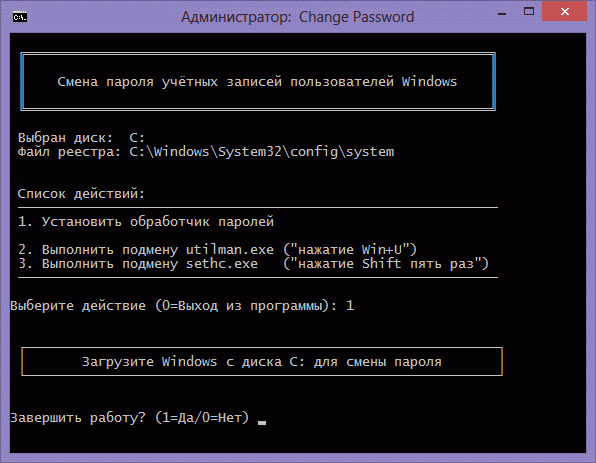 Администратор: Change Password
Смена пароля учётных записей пользователей Windows
Выбран диск: C:
Файл реестра: C:\Windows\System32\config\system
Список действий:
1. Установить обработчик паролей
2. Выполнить подмену utilman.exe ("нажатие Win+U")
3. Выполнить подмену sethc.exe ("нажатие Shift пять раз")
Выберите действие (0=Выход из программы): 1
Загрузите Windows с диска C: для смены пароля
Завершить работу? (1=Да/0=Нет)